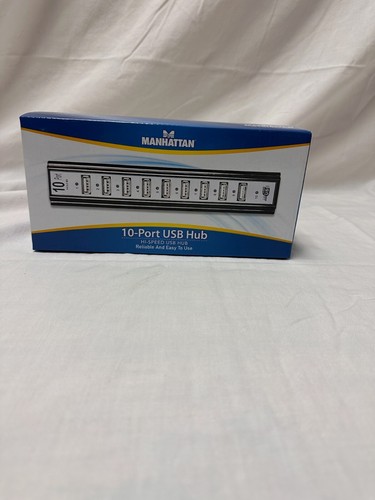 MANHATTAN
10
10-Port USB Hub
HI-SPEED USB HUB
Reliable And Easy To Use